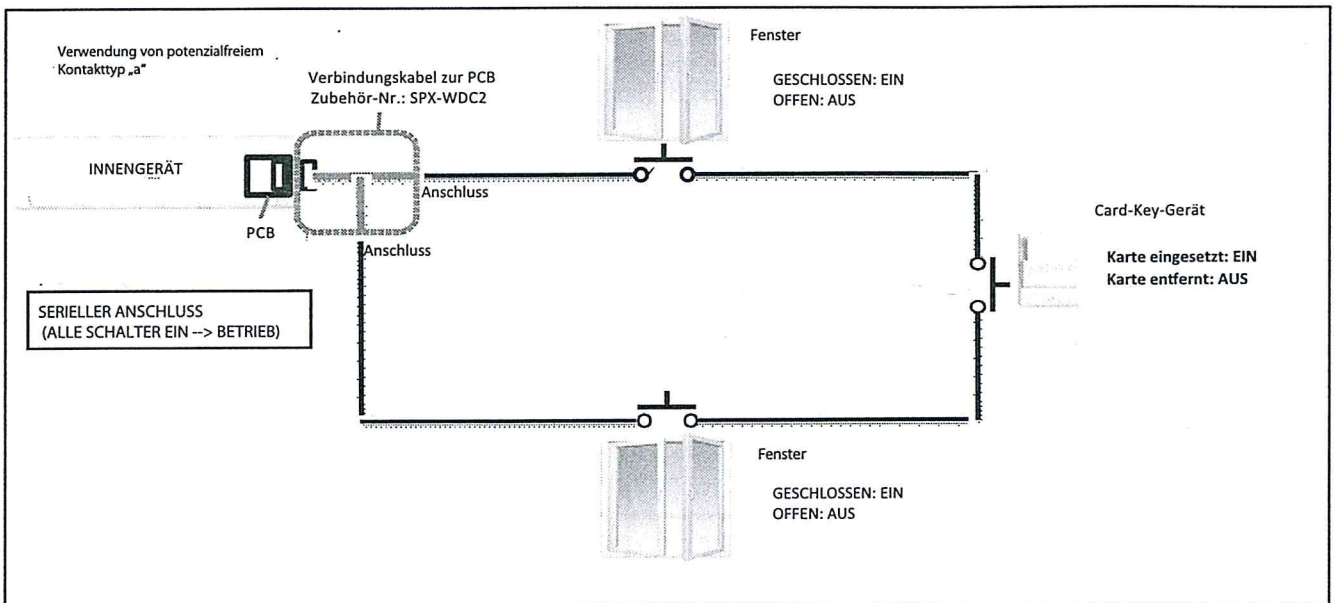 Verwendung von potenzialfreiem
Kontakttyp „a"
Verbindungskabel zur PCB
Zubehör-Nr.: SPX-WDC2
INNENGERÄT
PCB
Anschluss
Anschluss
SERIELLER ANSCHLUSS
(ALLE SCHALTER EIN --> BETRIEB)
Fenster
GESCHLOSSEN: EIN
OFFEN: AUS
Card-Key-Gerät
Karte eingesetzt: EIN
Karte entfernt: AUS
Fenster
GESCHLOSSEN: EIN
OFFEN: AUS